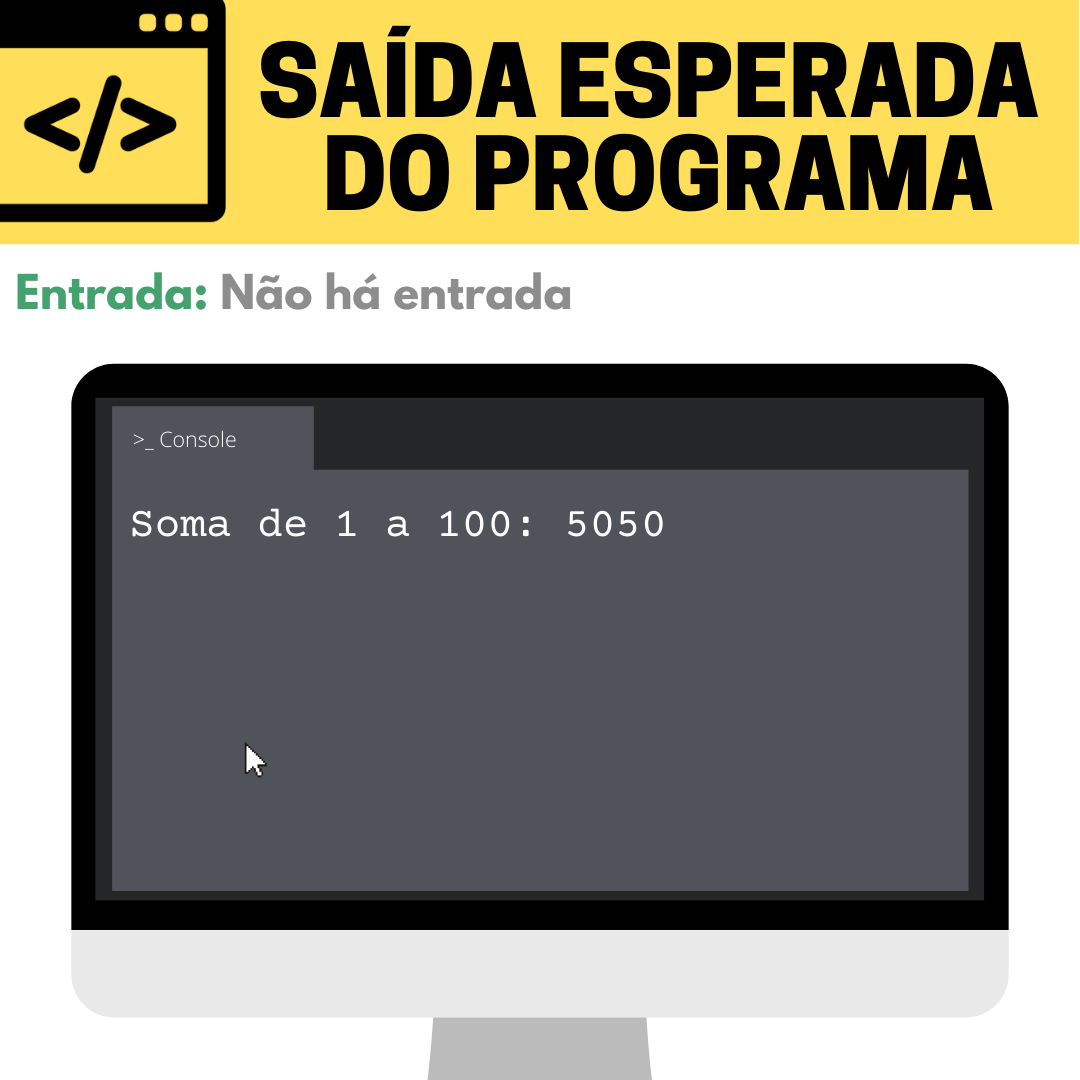 </>
SAÍDA ESPERADA
DO PROGRAMA
Entrada: Não há entrada
>_ Console
Soma de 1 a 100: 5050